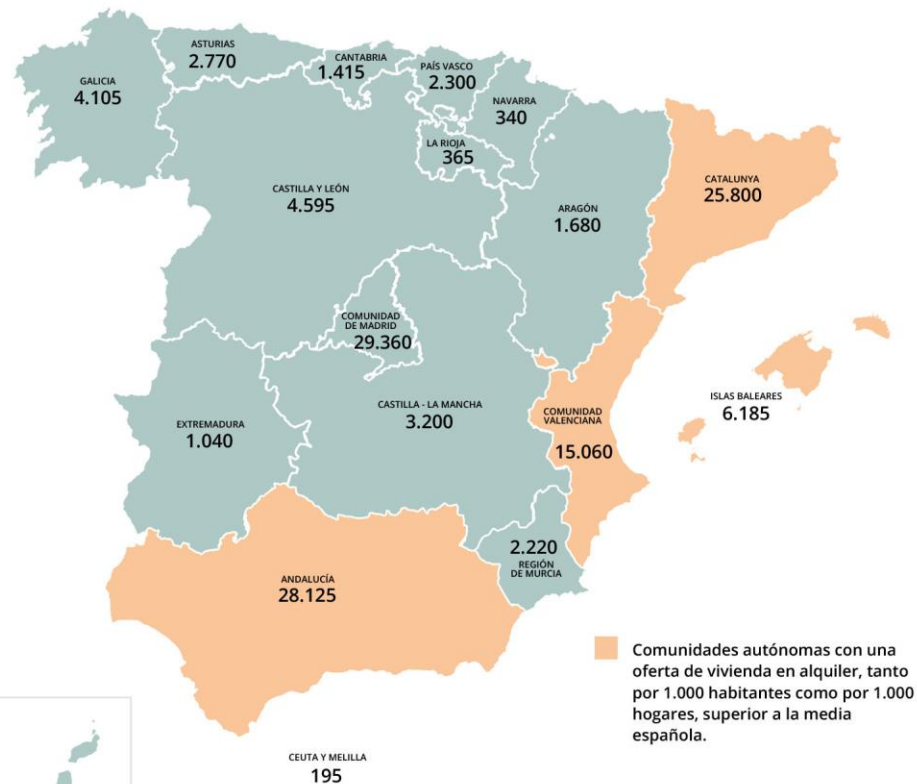 ASTURIAS
2.770
CANTABRIA
1.415
PAÍS VASCO
2.300
GALICIA
4.105
NAVARRA
340
LA RIOJA
365
CASTILLA Y LEÓN
4.595
ARAGÓN
1.680
CATALUNYA
25.800
COMUNIDAD
DE MADRID
29.360
ISLAS BALEARES
6.185
CASTILLA - LA MANCHA
3.200
COMUNIDAD
VALENCIANA
15.060
EXTREMADURA
1.040
2.220
REGIÓN
DE MURCIA
ANDALUCÍA
28.125
Comunidades autónomas con una
oferta de vivienda en alquiler, tanto
por 1.000 habitantes como por 1.000
hogares, superior a la media
española.
CEUTA Y MELILLA
195